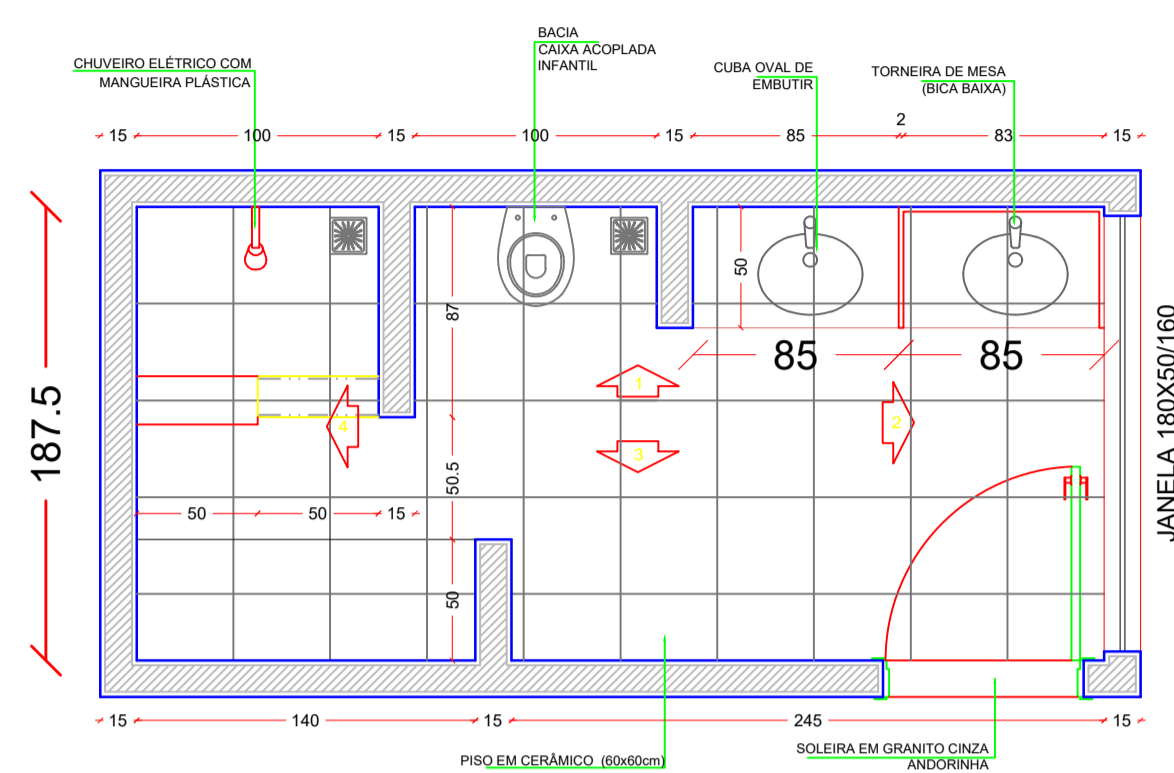 BACIA
CAIXA ACOPLADA
INFANTIL
CHUVEIRO ELÉTRICO COM
MANGUEIRA PLÁSTICA
CUBA OVAL DE
EMBUTIR
TORNEIRA DE MESA
(BICA BAIXA)
15 100 15 100 15 85 2 83 15
50
87
85 85
187.5
1
2
3
4
JANELA 180X50/160
50.5
50 50 15
50
15 140 15 245 15
PISO EM CERÂMICO (60x60cm)
SOLEIRA EM GRANITO CINZA
ANDORINHA